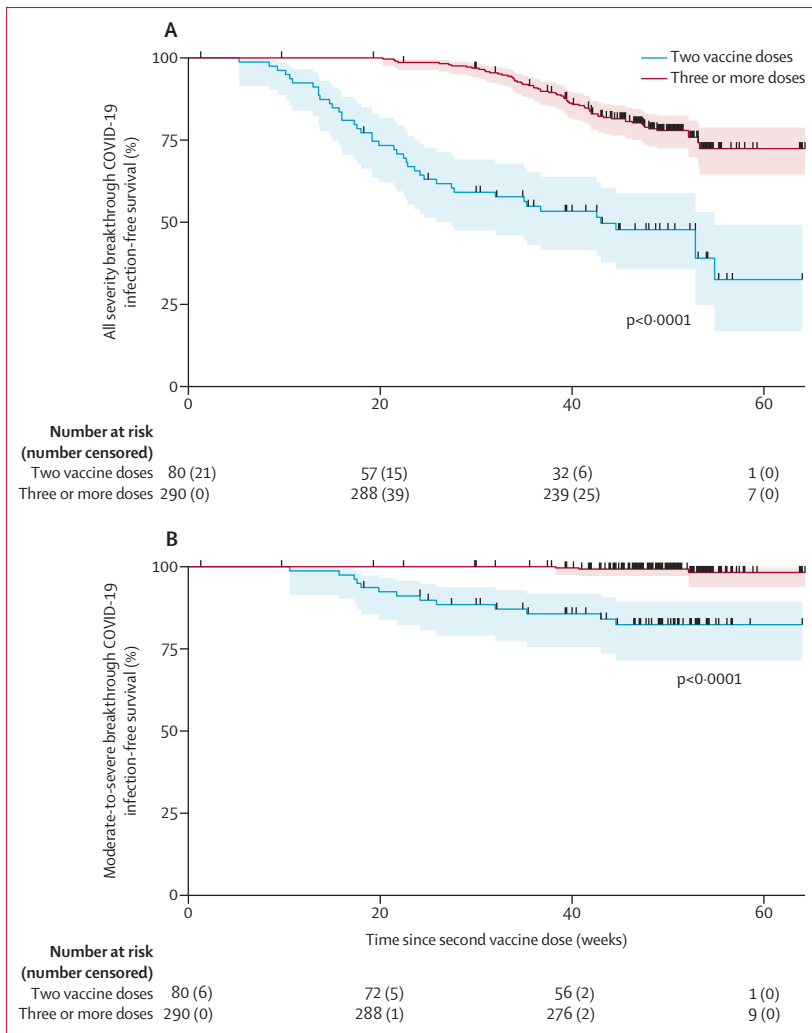 A
100
75
50
25
0
All severity breakthrough COVID-19
infection-free survival (%)
Two vaccine doses
Three or more doses
p<0·0001
0 20 40 60
Number at risk
(number censored)
Two vaccine doses 80 (21) 57 (15) 32 (6) 1 (0)
Three or more doses 290 (0) 288 (39) 239 (25) 7 (0)
B
100
75
50
25
0
Moderate-to-severe breakthrough COVID-19
infection-free survival (%)
p<0·0001
0 20 40 60
Time since second vaccine dose (weeks)
Number at risk
(number censored)
Two vaccine doses 80 (6) 72 (5) 56 (2) 1 (0)
Three or more doses 290 (0) 288 (1) 276 (2) 9 (0)